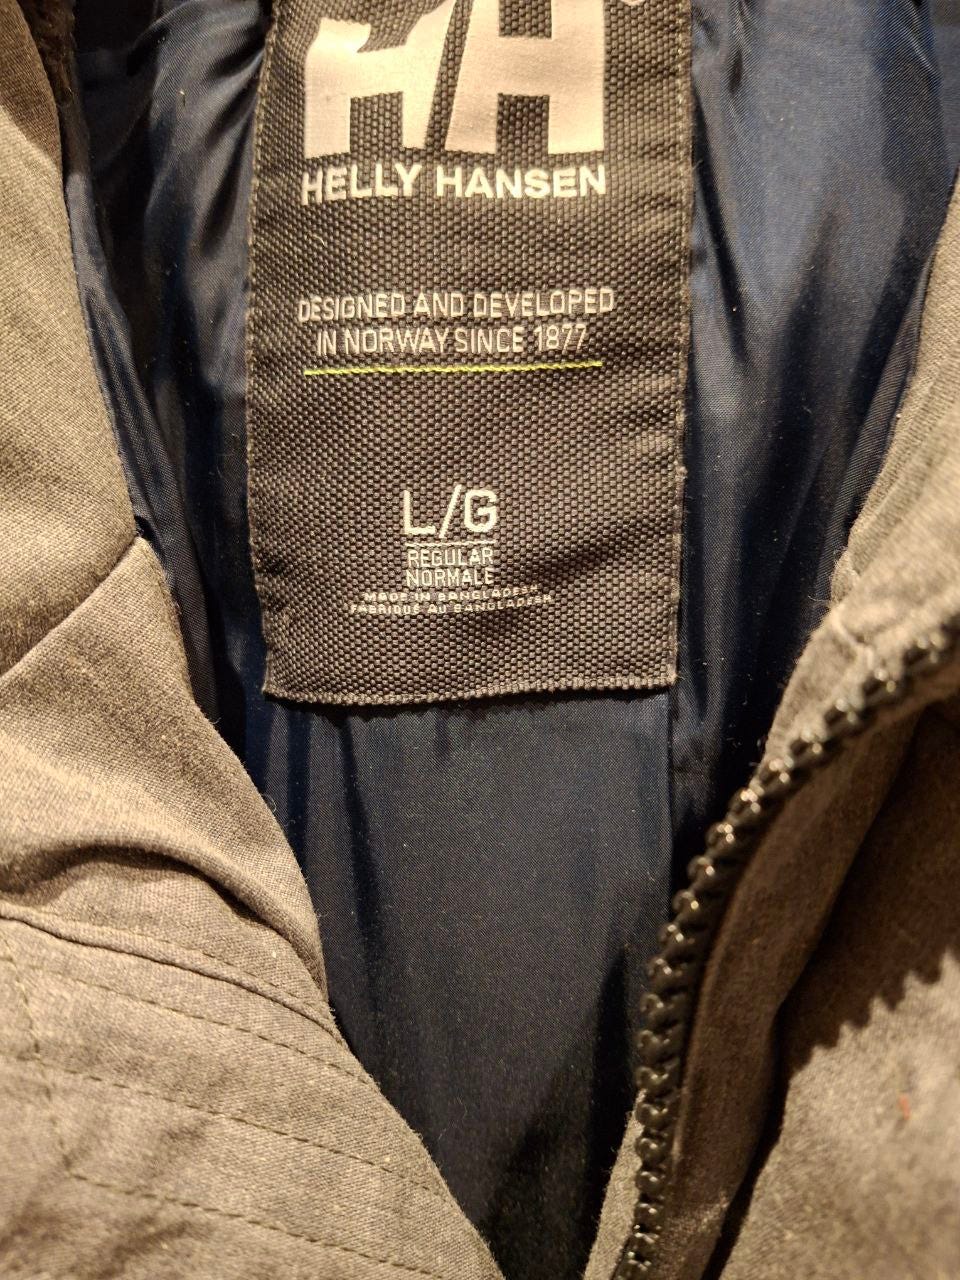 HH
HELLY HANSEN
DESIGNED AND DEVELOPED
IN NORWAY SINCE 1877
L/G
REGULAR
NORMALE
MADE IN BANGLADESH
FABRIQUÉ AU BANGLADESH